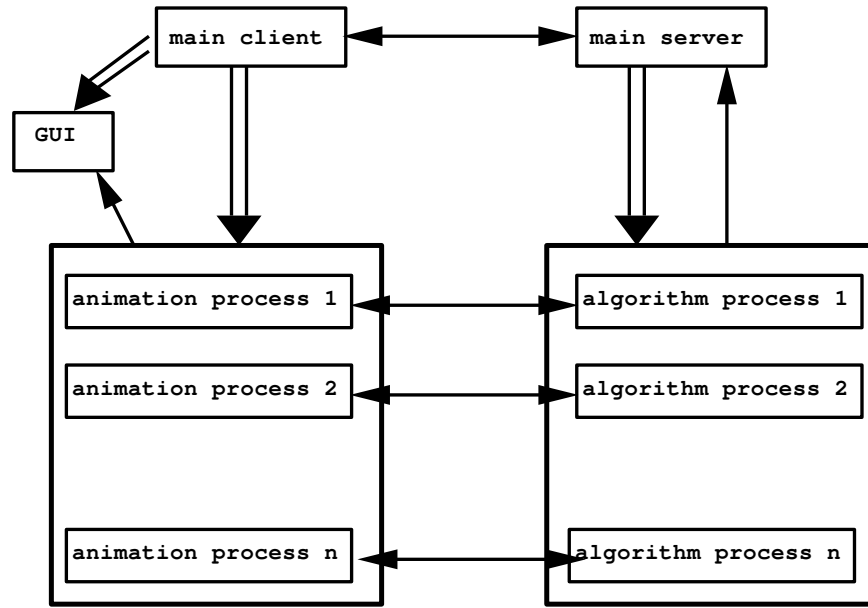 main client
main server
GUI
animation process 1
algorithm process 1
animation process 2
algorithm process 2
animation process n
algorithm process n